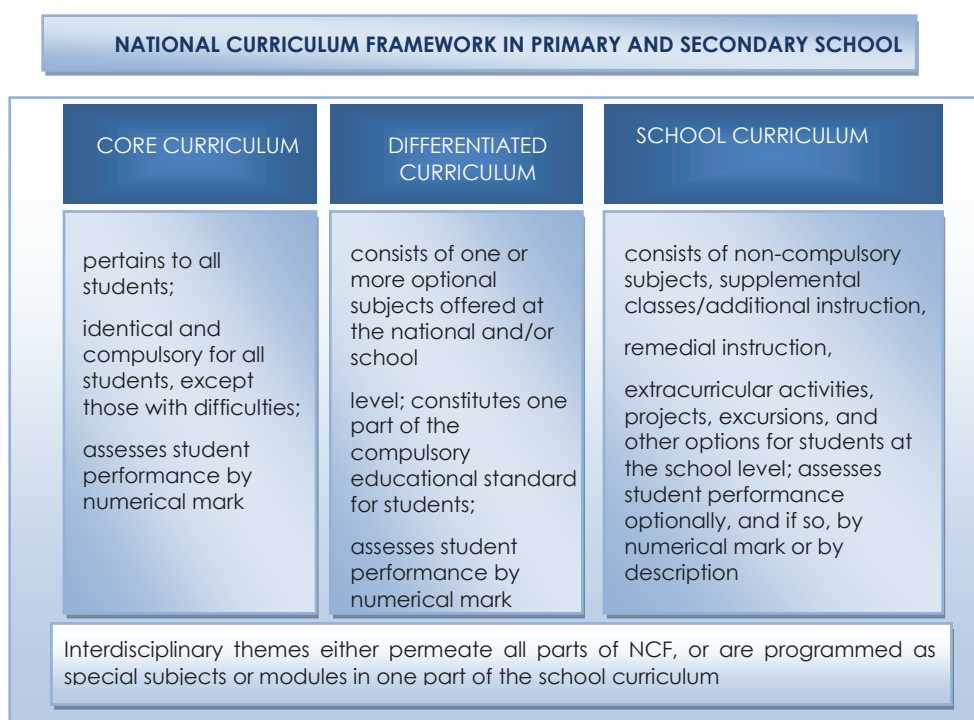 NATIONAL CURRICULUM FRAMEWORK IN PRIMARY AND SECONDARY SCHOOL
CORE CURRICULUM
pertains to all
students;
identical and
compulsory for all
students, except
those with difficulties;
assesses student
performance by
numerical mark
DIFFERENTIATED
CURRICULUM
consists of one or
more optional
subjects offered at
the national and/or
school
level; constitutes one
part of the
compulsory
educational standard
for students;
assesses student
performance by
numerical mark
SCHOOL CURRICULUM
consists of non-compulsory
subjects, supplemental
classes/additional instruction,
remedial instruction,
extracurricular activities,
projects, excursions, and
other options for students at
the school level; assesses
student performance
optionally, and if so, by
numerical mark or by
description
Interdisciplinary themes either permeate all parts of NCF, or are programmed as
special subjects or modules in one part of the school curriculum